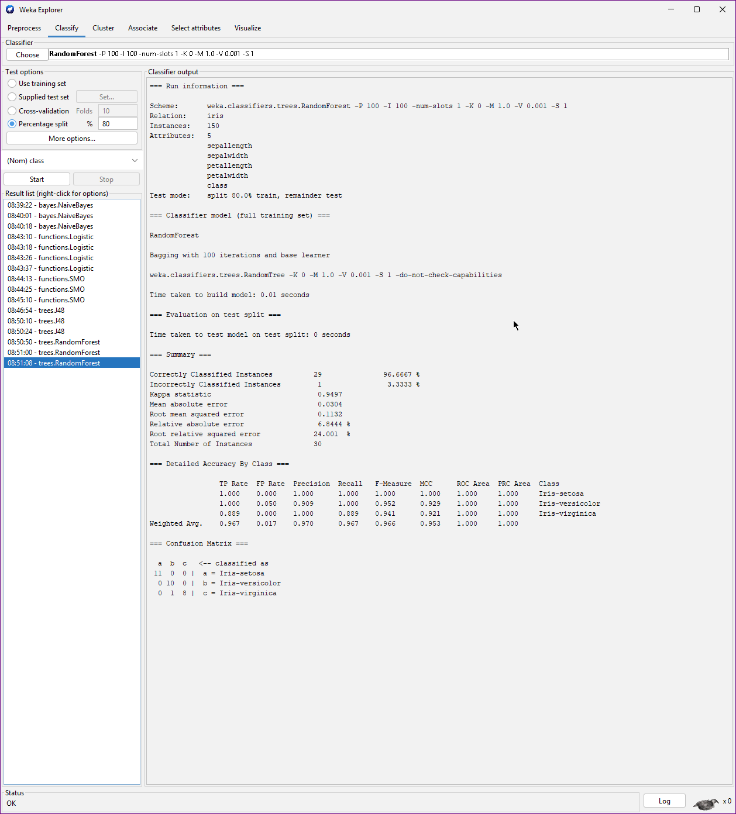 Weka Explorer
Preprocess Classify Cluster Associate Select attributes Visualize
Classifier
Choose RandomForest -P 100 -I 100 -num-slots 1 -K 0 -M 1.0 -V 0.001 -S 1
Test options
Use training set
Supplied test set Set...
Cross-validation Folds 10
Percentage split % 80
More options...
(Nom) class
Start Stop
Result list (right-click for options)
08:39:22 - bayes.NaiveBayes
08:40:01 - bayes.NaiveBayes
08:40:18 - bayes.NaiveBayes
08:43:10 - functions.Logistic
08:43:18 - functions.Logistic
08:43:26 - functions.Logistic
08:43:37 - functions.Logistic
08:44:13 - functions.SMO
08:44:25 - functions.SMO
08:45:10 - functions.SMO
08:46:54 - trees.J48
08:50:10 - trees.J48
08:50:24 - trees.J48
08:50:50 - trees.RandomForest
08:51:00 - trees.RandomForest
08:51:08 - trees.RandomForest
Classifier output
=== Run information ===
Scheme: weka.classifiers.trees.RandomForest -P 100 -I 100 -num-slots 1 -K 0 -M 1.0 -V 0.001 -S 1
Relation: iris
Instances: 150
Attributes: 5
sepallength
sepalwidth
petallength
petalwidth
class
Test mode: split 80.0% train, remainder test
=== Classifier model (full training set) ===
RandomForest
Bagging with 100 iterations and base learner
weka.classifiers.trees.RandomTree -K 0 -M 1.0 -V 0.001 -S 1 -do-not-check-capabilities
Time taken to build model: 0.01 seconds
=== Evaluation on test split ===
Time taken to test model on test split: 0 seconds
=== Summary ===
Correctly Classified Instances 29 96.6667 %
Incorrectly Classified Instances 1 3.3333 %
Kappa statistic 0.9497
Mean absolute error 0.0304
Root mean squared error 0.1132
Relative absolute error 6.8444 %
Root relative squared error 24.001 %
Total Number of Instances 30
=== Detailed Accuracy By Class ===
TP Rate FP Rate Precision Recall F-Measure MCC ROC Area PRC Area Class
1.000 0.000 1.000 1.000 1.000 1.000 1.000 1.000 Iris-setosa
1.000 0.050 0.909 1.000 0.952 0.929 1.000 1.000 Iris-versicolor
0.889 0.000 1.000 0.889 0.941 0.921 1.000 1.000 Iris-virginica
Weighted Avg. 0.967 0.017 0.970 0.967 0.966 0.953 1.000 1.000
=== Confusion Matrix ===
a b c <-- classified as
11 0 0 | a = Iris-setosa
0 10 0 | b = Iris-versicolor
0 1 8 | c = Iris-virginica
Status
OK
Log x 0